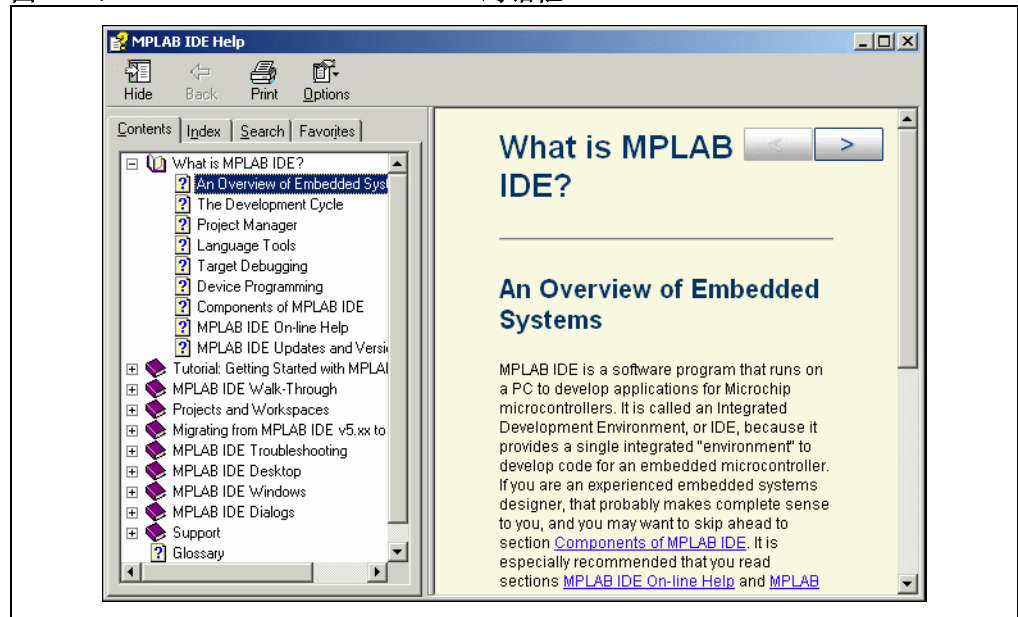 MPLAB IDE Help
Hide Back Print Options
Contents Index Search Favorites
What is MPLAB IDE?
An Overview of Embedded Syst
The Development Cycle
Project Manager
Language Tools
Target Debugging
Device Programming
Components of MPLAB IDE
MPLAB IDE On-line Help
MPLAB IDE Updates and Versi
Tutorial: Getting Started with MPLA
MPLAB IDE Walk-Through
Projects and Workspaces
Migrating from MPLAB IDE v5.xx to
MPLAB IDE Troubleshooting
MPLAB IDE Desktop
MPLAB IDE Windows
MPLAB IDE Dialogs
Support
Glossary
What is MPLAB
IDE?
< >
An Overview of Embedded
Systems
MPLAB IDE is a software program that runs on
a PC to develop applications for Microchip
microcontrollers. It is called an Integrated
Development Environment, or IDE, because it
provides a single integrated "environment" to
develop code for an embedded microcontroller.
If you are an experienced embedded systems
designer, that probably makes complete sense
to you, and you may want to skip ahead to
section Components of MPLAB IDE. It is
especially recommended that you read
sections MPLAB IDE On-line Help and MPLAB